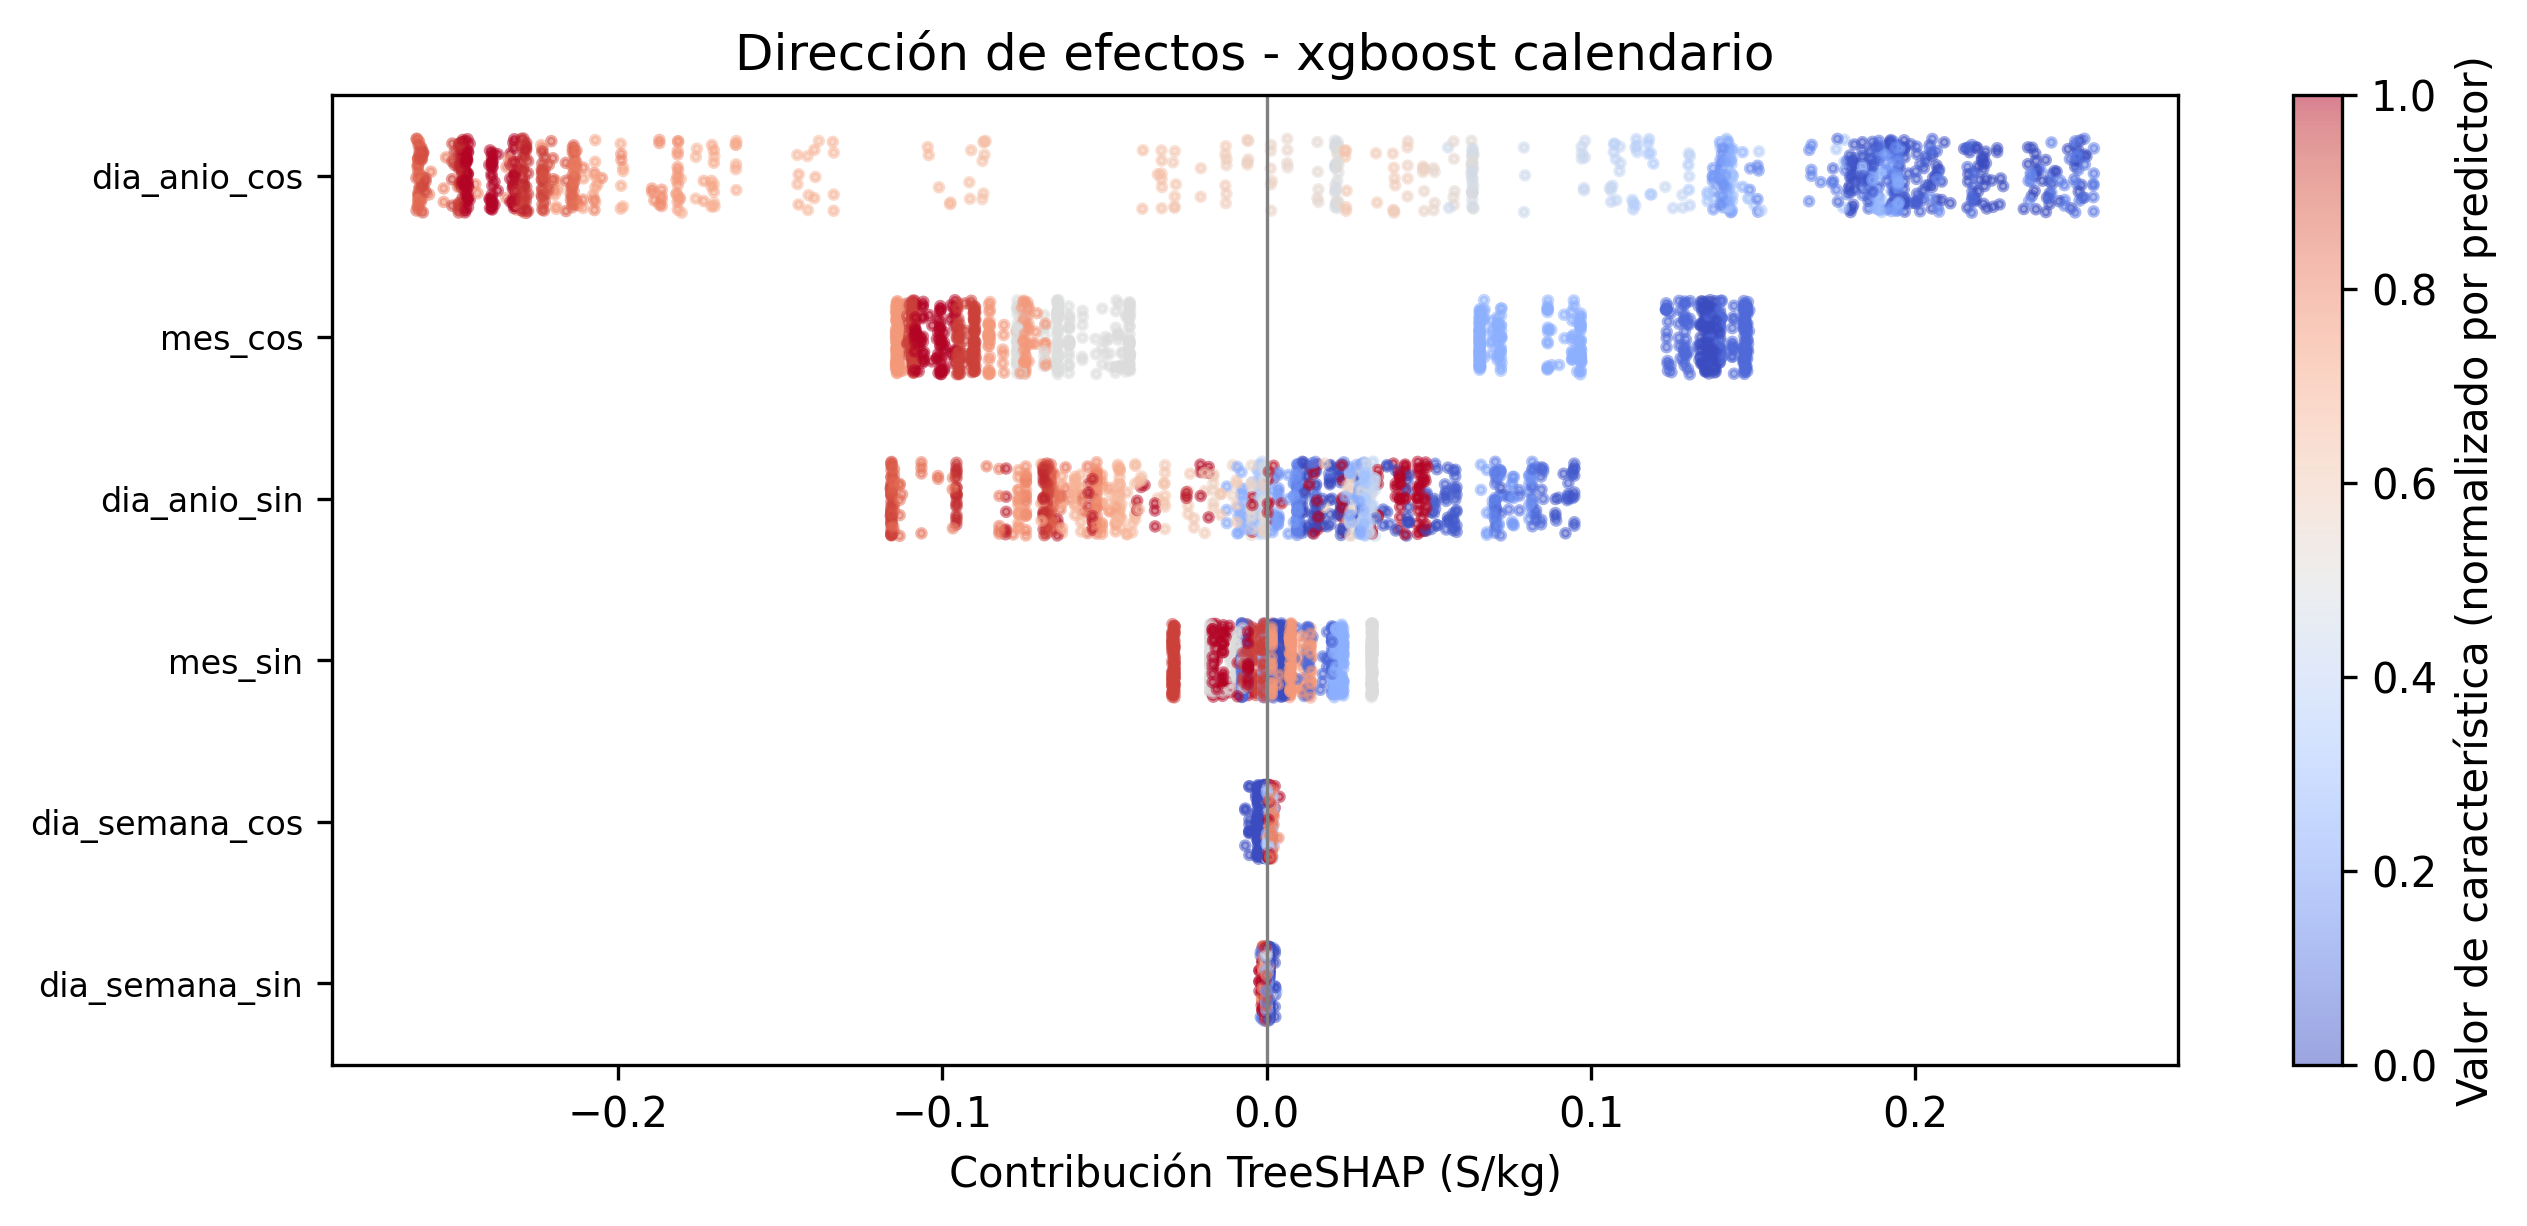 Dirección de efectos - xgboost calendario
dia_anio_cos
mes_cos
dia_anio_sin
mes_sin
dia_semana_cos
dia_semana_sin
−0.2
−0.1
0.0
0.1
0.2
Contribución TreeSHAP (S/kg)
1.0
0.8
0.6
0.4
0.2
0.0
Valor de característica (normalizado por predictor)